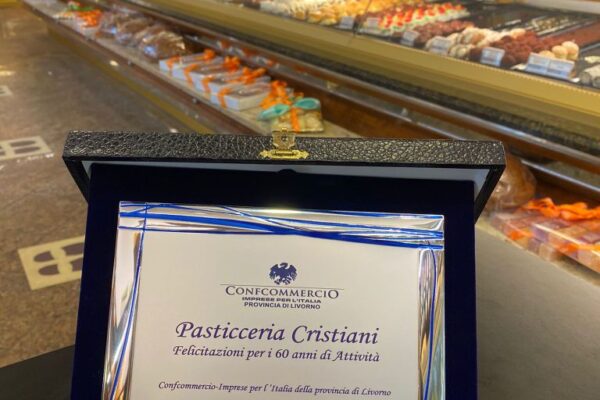 CONFCOMMERCIO
IMPRESE PER L'ITALIA
PROVINCIA DI LIVORNO
Pasticceria Cristiani
Felicitazioni per i 60 anni di Attività
Confcommercio-Imprese per l'Italia della provincia di Livorno